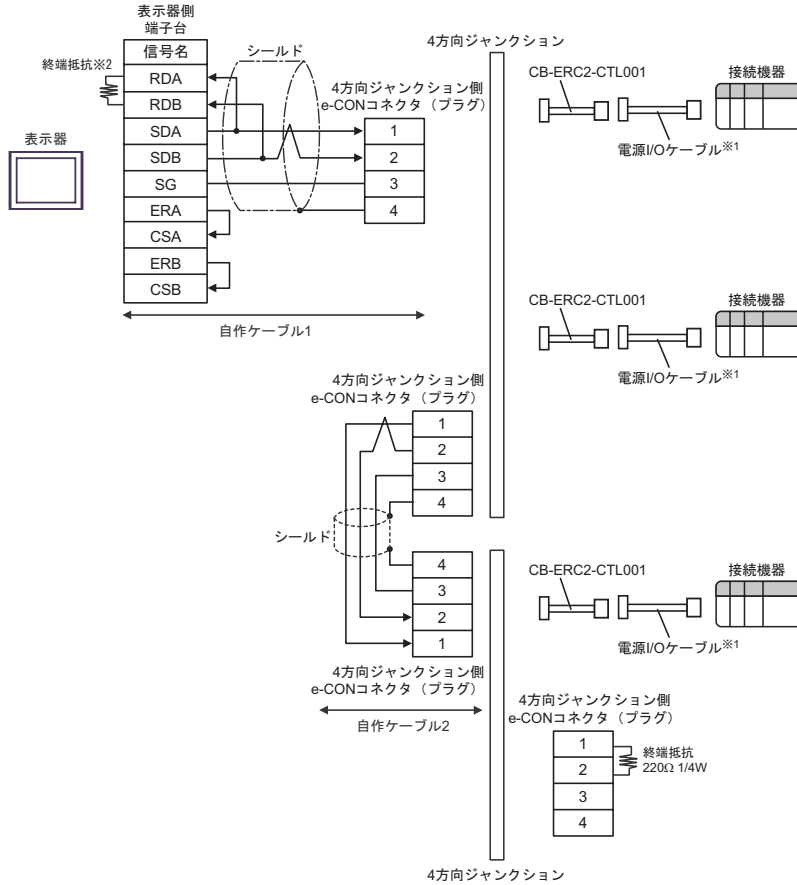 表示器側
端子台
信号名
RDA
RDB
SDA
SDB
SG
ERA
CSA
ERB
CSB
終端抵抗※2
シールド
表示器
4方向ジャンクション側
e-CONコネクタ（プラグ）
1
2
3
4
自作ケーブル1
4方向ジャンクション
CB-ERC2-CTL001
接続機器
電源I/Oケーブル※1
CB-ERC2-CTL001
接続機器
電源I/Oケーブル※1
4方向ジャンクション側
e-CONコネクタ（プラグ）
1
2
3
4
シールド
4
3
2
1
4方向ジャンクション側
e-CONコネクタ（プラグ）
自作ケーブル2
CB-ERC2-CTL001
接続機器
電源I/Oケーブル※1
4方向ジャンクション側
e-CONコネクタ（プラグ）
1
2
3
4
終端抵抗
220Ω 1/4W
4方向ジャンクション